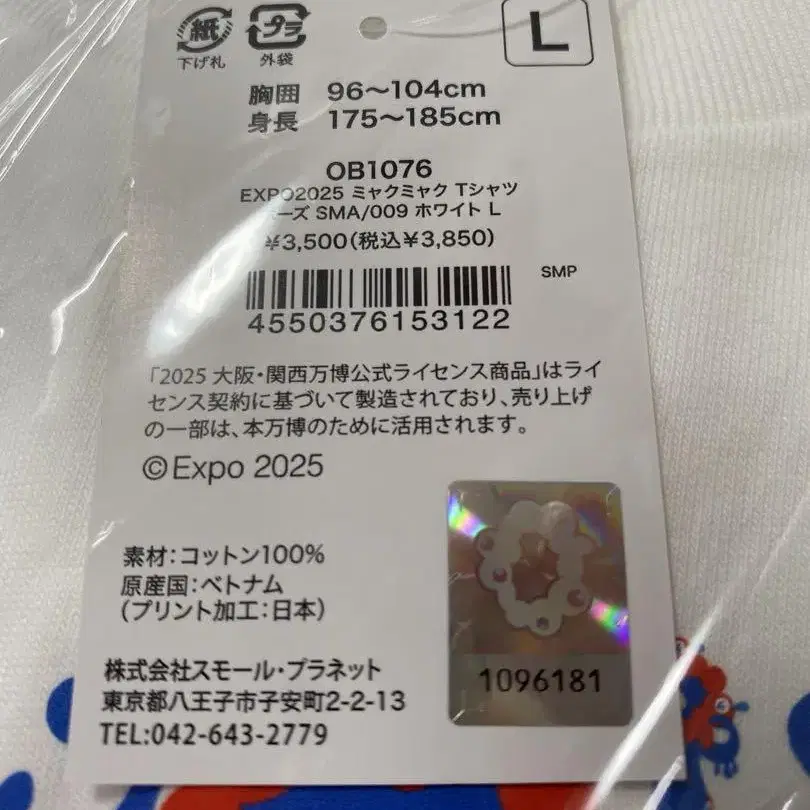 紙
プラ
L
下げ札
外袋
胸囲 96〜104cm
身長 175〜185cm
OB1076
EXPO2025 ミャクミャク Tシャツ
ーズ SMA/009 ホワイト L
¥3,500(税込¥3,850)
SMP
4550376153122
「2025 大阪・関西万博公式ライセンス商品」はライ
センス契約に基づいて製造されており、売り上げ
の一部は、本万博のために活用されます。
©Expo 2025
素材:コットン100%
原産国:ベトナム
(プリント加工:日本)
1096181
株式会社スモール・プラネット
東京都八王子市子安町2-2-13
TEL:042-643-2779